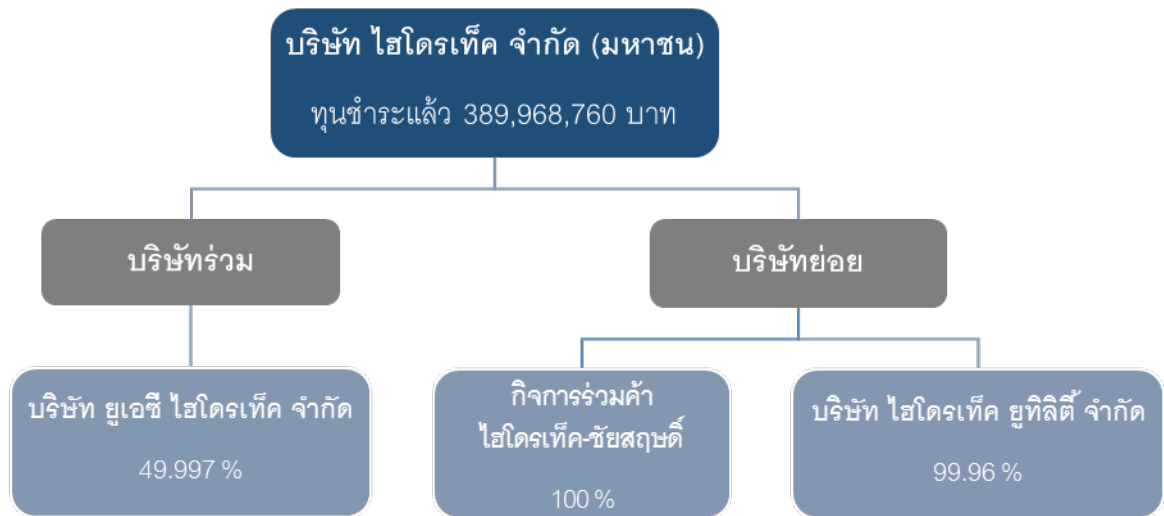 บริษัท ไฮโดรเท็ค จำกัด (มหาชน)
ทุนชำระแล้ว 389,968,760 บาท
บริษัทร่วม
บริษัทย่อย
บริษัท ยูเอซี ไฮโดรเท็ค จำกัด
49.997 %
กิจการร่วมค้า
ไฮโดรเท็ค-ชัยสฤษดิ์
100 %
บริษัท ไฮโดรเท็ค ยูทิลิตี้ จำกัด
99.96 %